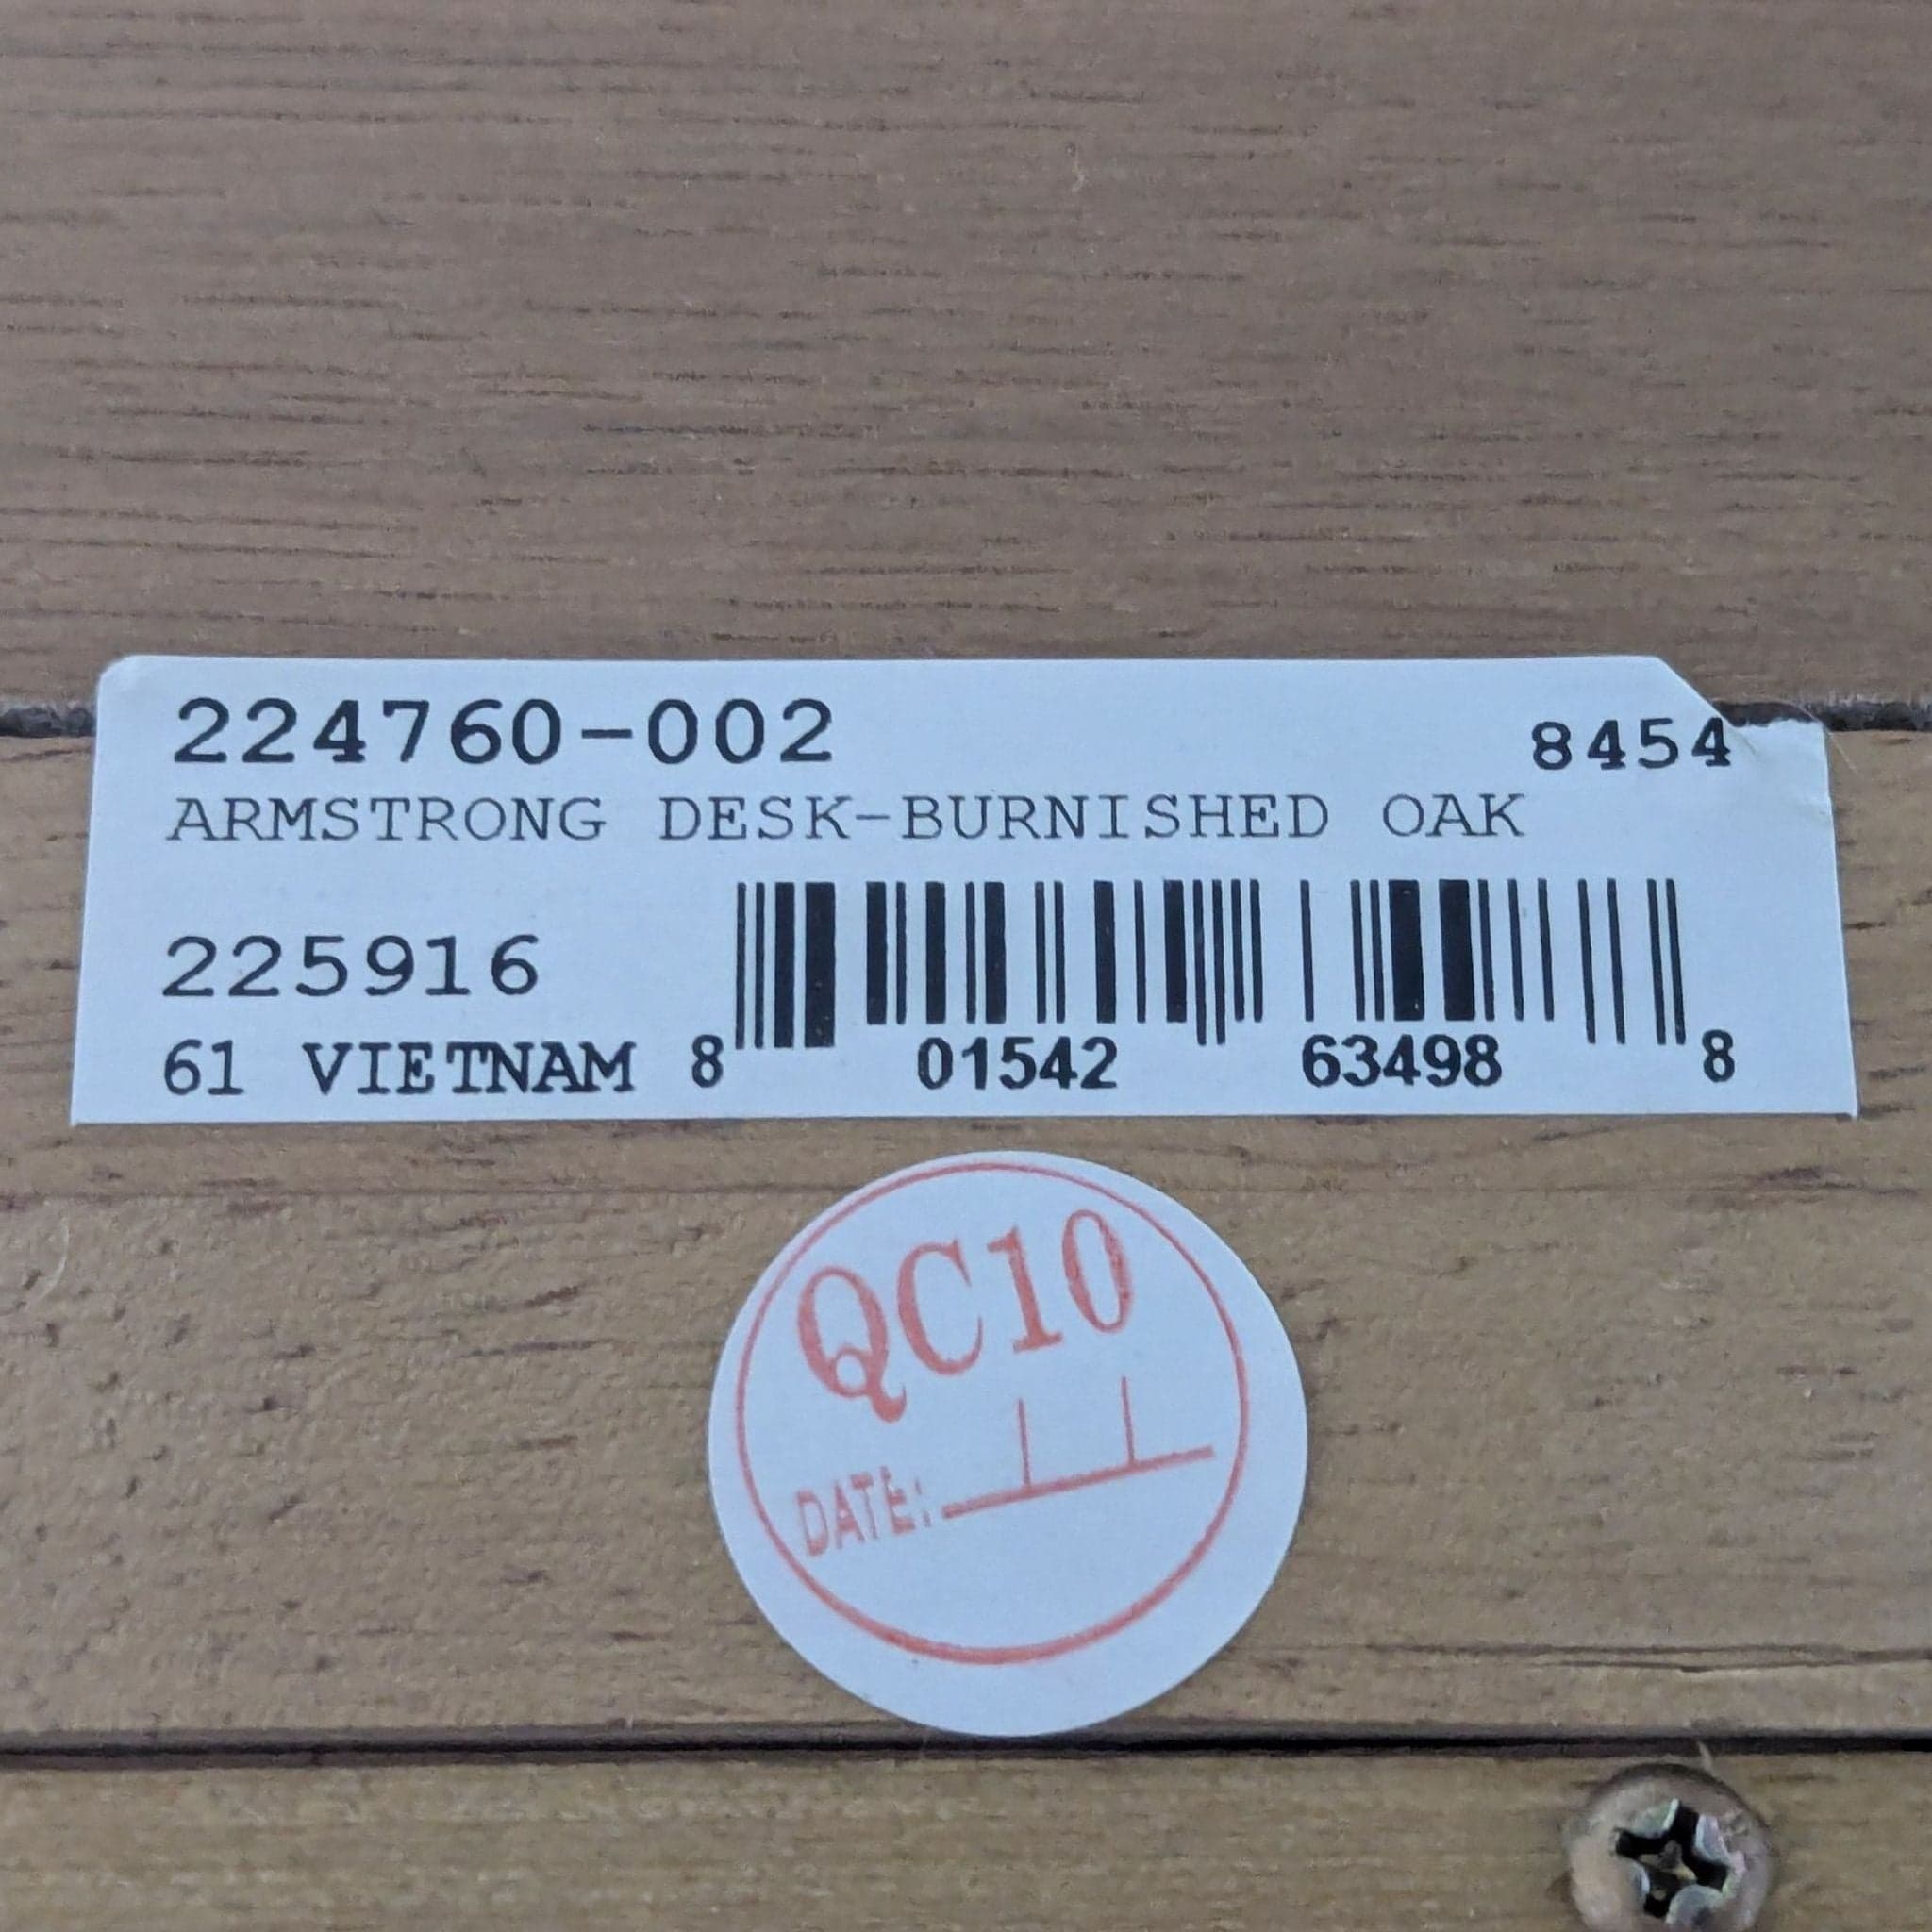 224760-002 8454
ARMSTRONG DESK-BURNISHED OAK
225916
61 VIETNAM 8 01542 63498 8
QC10
DATE: